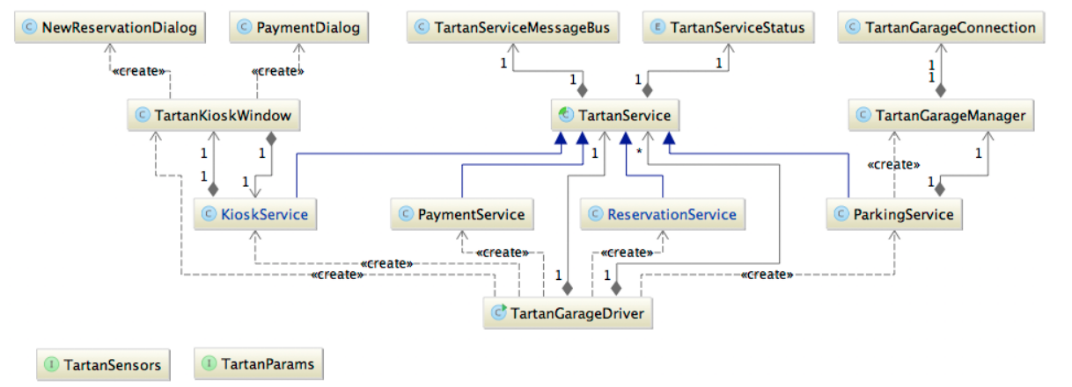 C NewReservationDialog
C PaymentDialog
C TartanServiceMessageBus
E TartanServiceStatus
C TartanGarageConnection
«create»
«create»
1
1
1
1
1
1
C TartanKioskWindow
C TartanService
C TartanGarageManager
1
1
1
1
1
*
«create»
1
1
C KioskService
C PaymentService
C ReservationService
C ParkingService
«create»
«create»
«create»
«create»
«create»
1
1
C TartanGarageDriver
I TartanSensors
I TartanParams